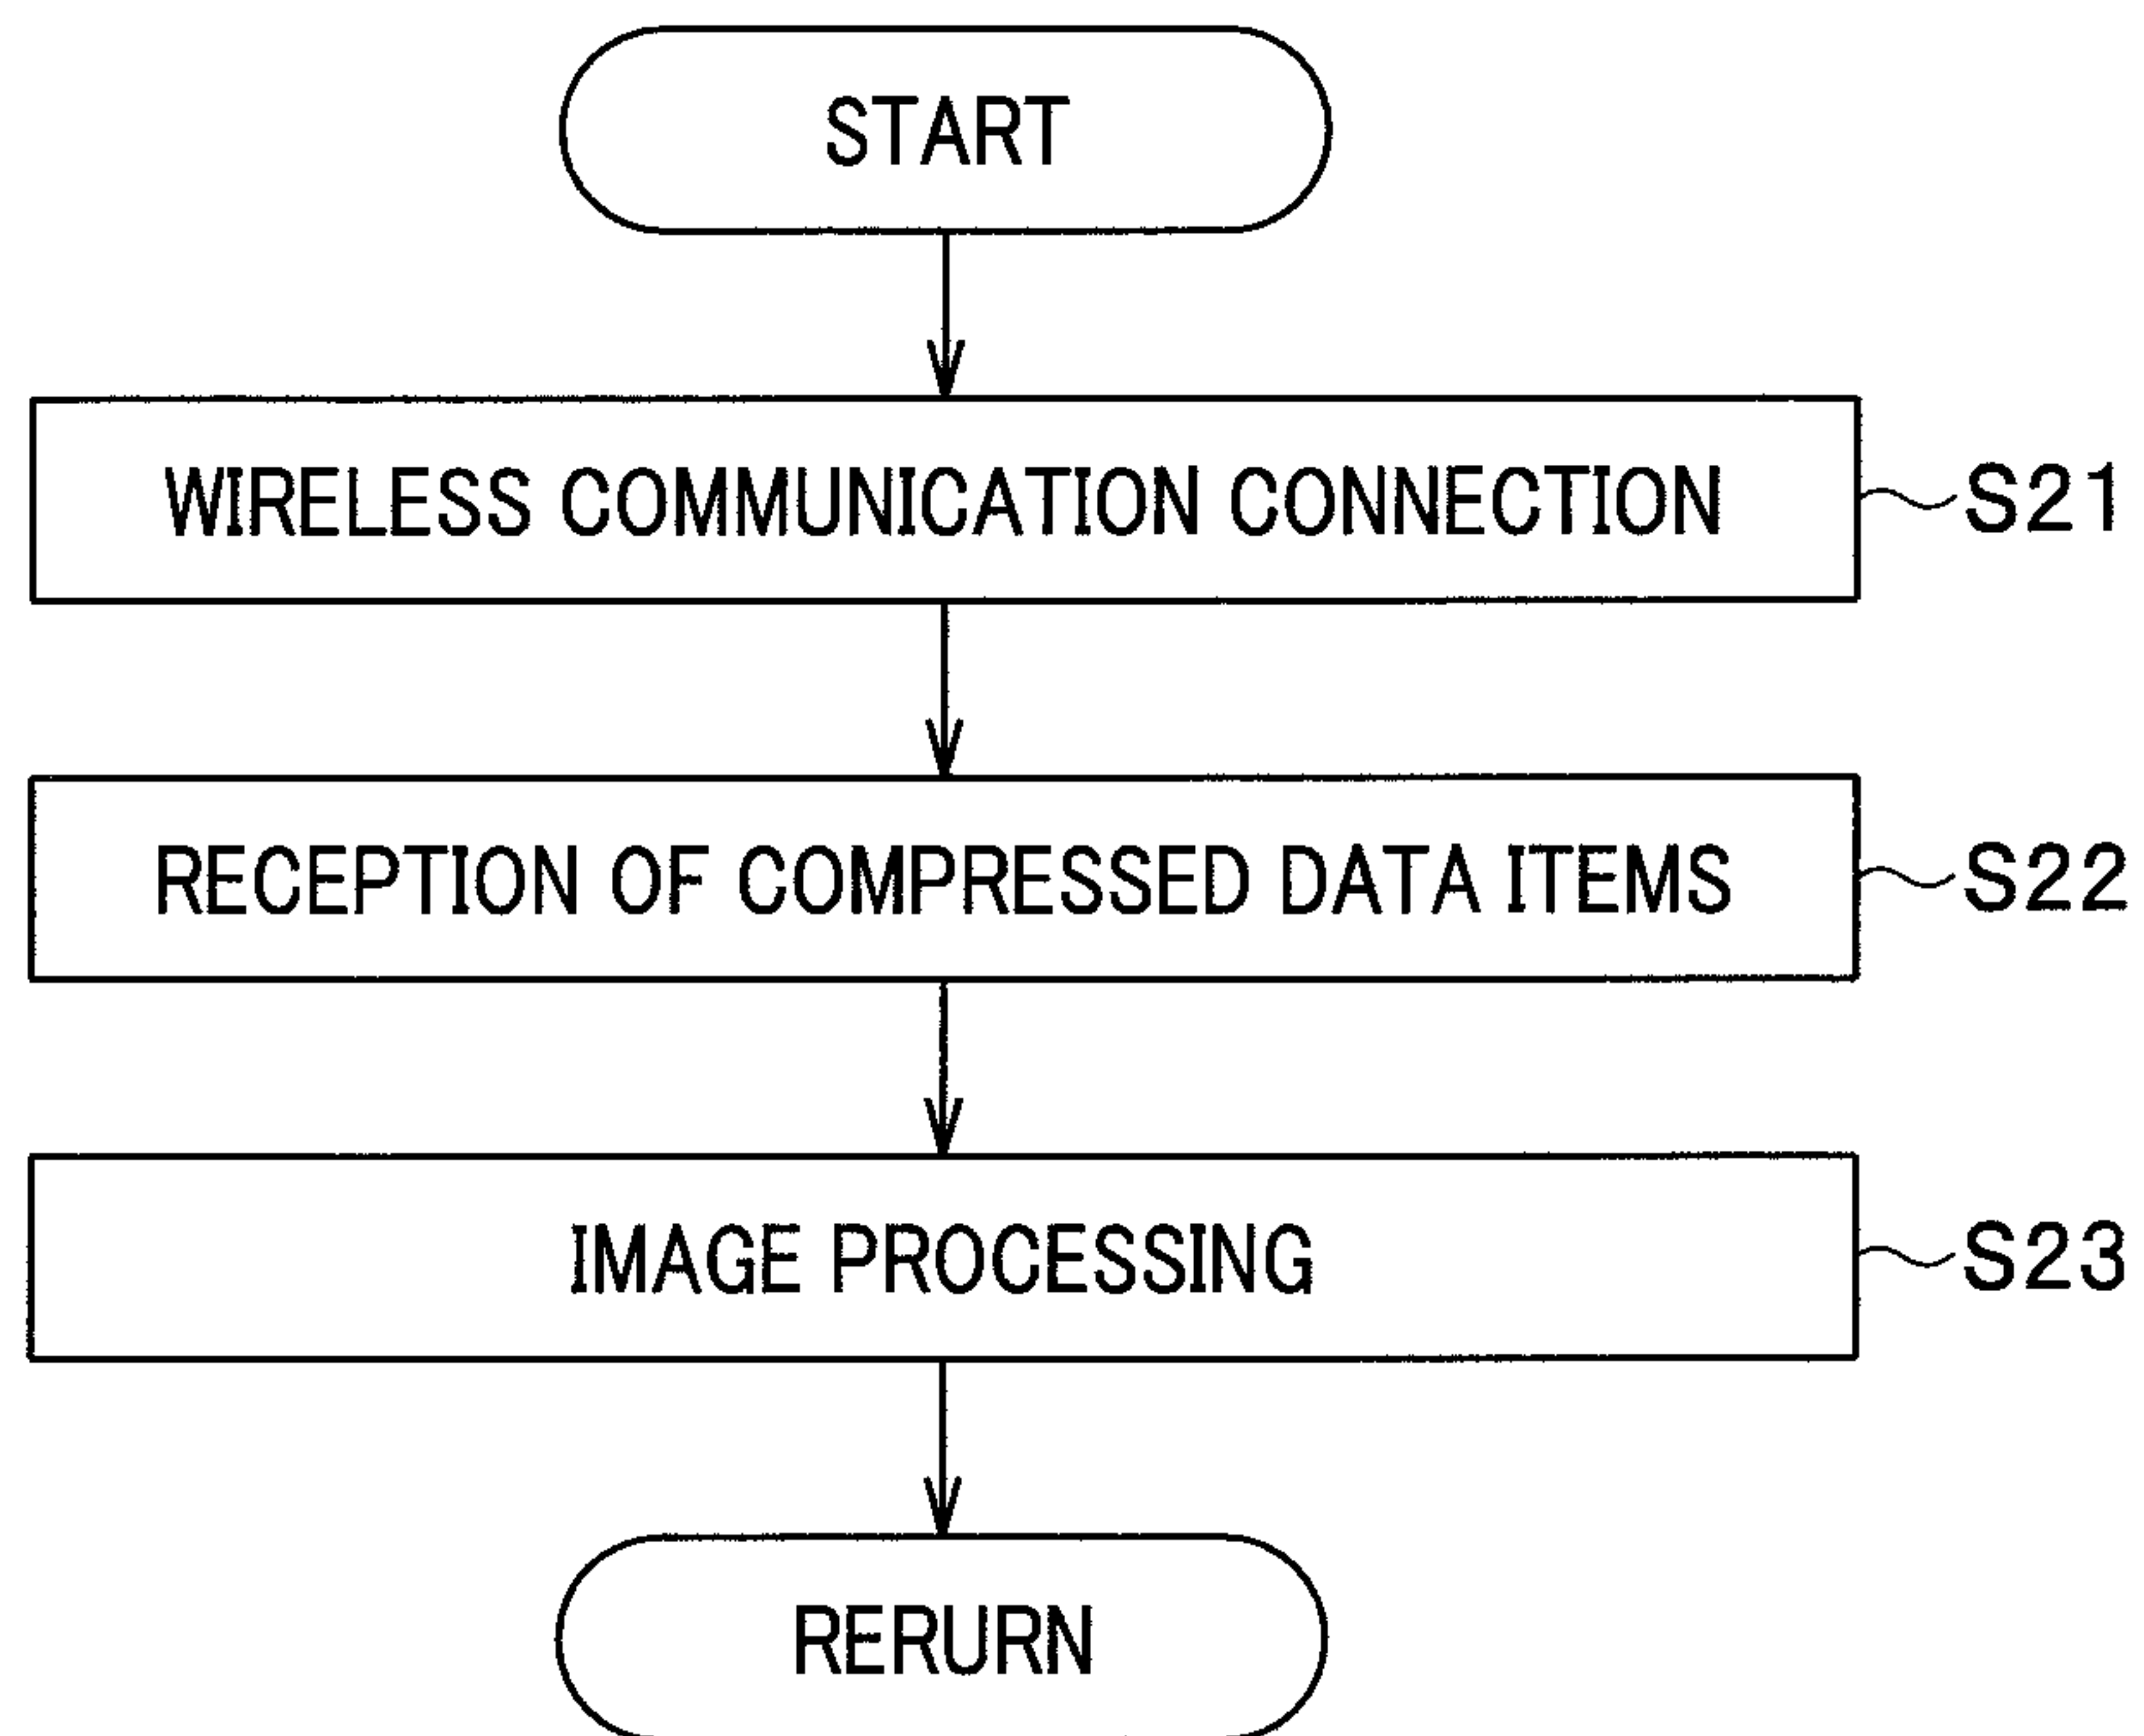 START
WIRELESS COMMUNICATION CONNECTION S21
RECEPTION OF COMPRESSED DATA ITEMS S22
IMAGE PROCESSING S23
RERURN